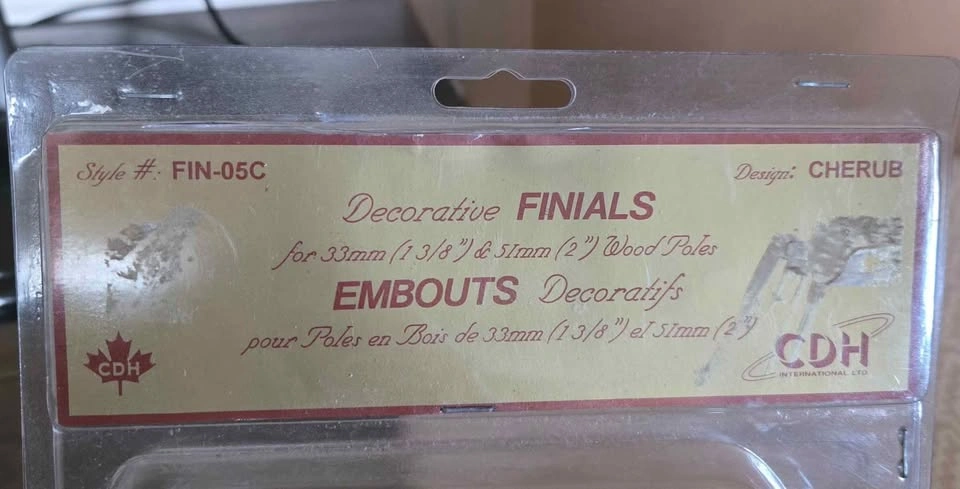 Style #: FIN-05C
Design: CHERUB
Decorative FINIALS
for 33mm (1 3/8") & 51mm (2") Wood Poles
EMBOUTS Decoratifs
pour Poles en Bois de 33mm (1 3/8") et 51mm (2")
CDH
CDH
INTERNATIONAL LTD